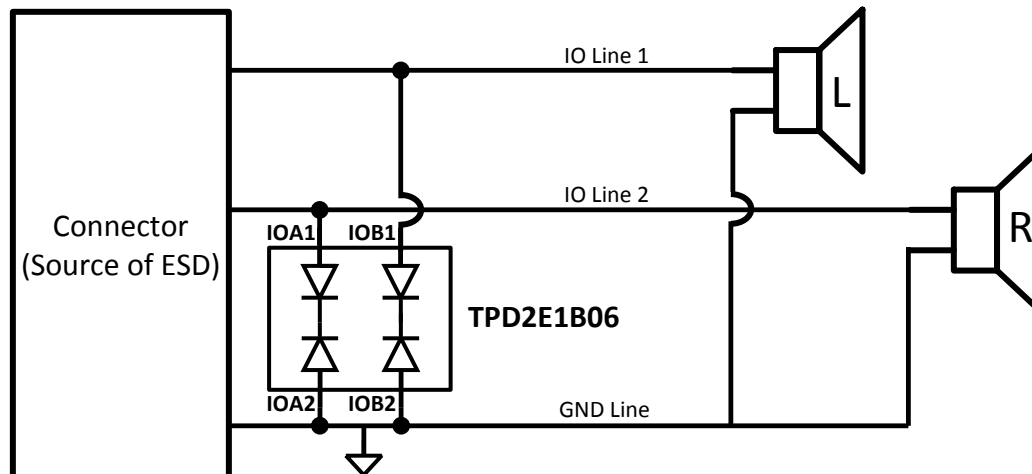 IO Line 1
L
IO Line 2
R
Connector
(Source of ESD)
IOA1
IOB1
TPD2E1B06
IOA2
IOB2
GND Line